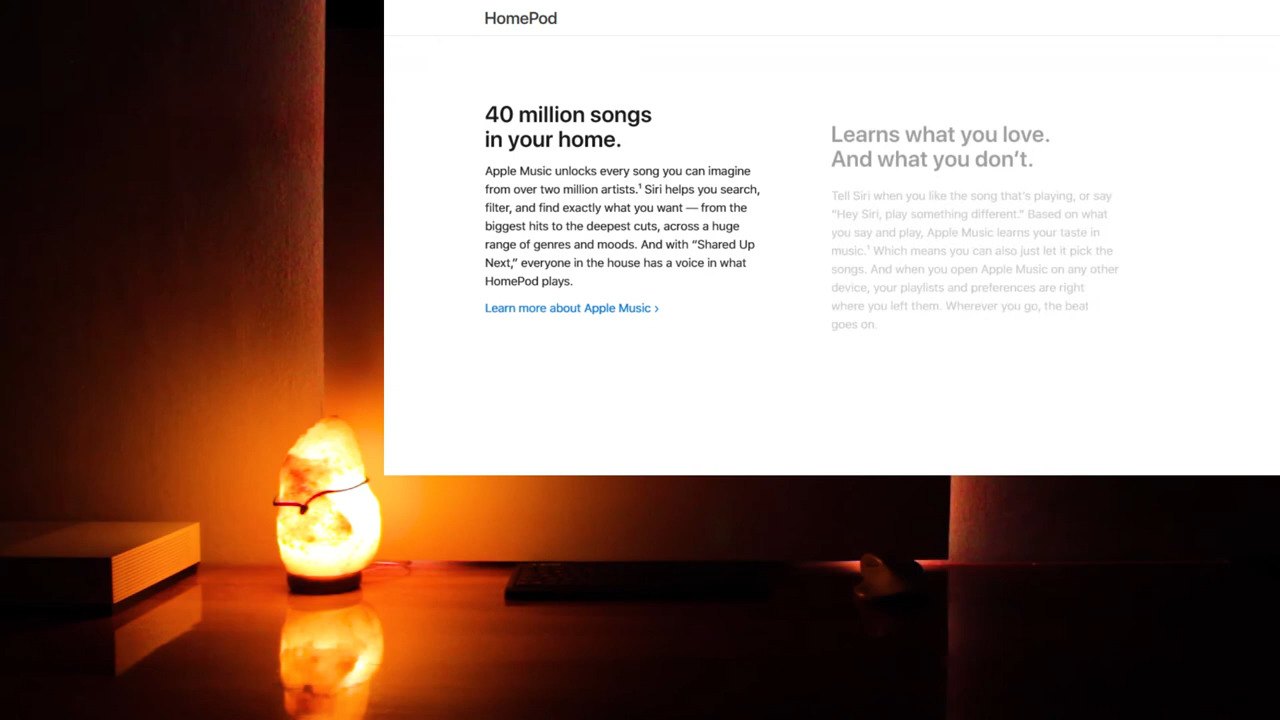 HomePod
40 million songs
in your home.
Apple Music unlocks every song you can imagine
from over two million artists.¹ Siri helps you search,
filter, and find exactly what you want — from the
biggest hits to the deepest cuts, across a huge
range of genres and moods. And with “Shared Up
Next,” everyone in the house has a voice in what
HomePod plays.
Learn more about Apple Music ›
Learns what you love.
And what you don’t.
Tell Siri when you like the song that’s playing, or say
“Hey Siri, play something different.” Based on what
you say and play, Apple Music learns your taste in
music.¹ Which means you can also just let it pick the
songs. And when you open Apple Music on any other
device, your playlists and preferences are right
where you left them. Wherever you go, the beat
goes on.